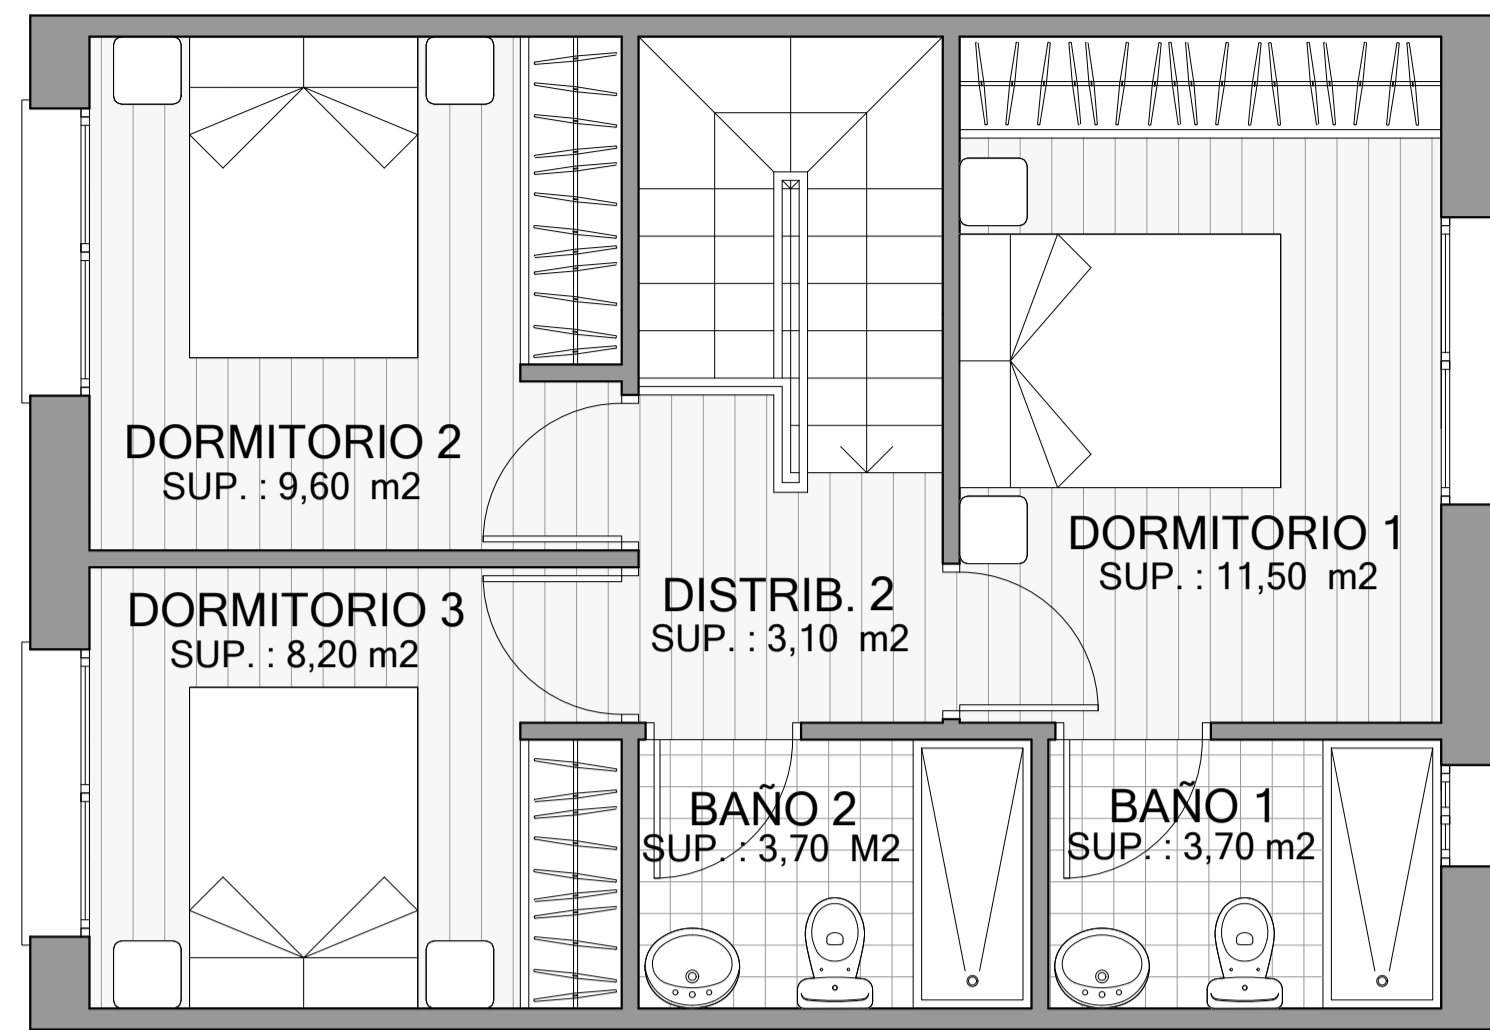 DORMITORIO 2
SUP. : 9,60 m2
DORMITORIO 1
SUP. : 11,50 m2
DISTRIB. 2
SUP. : 3,10 m2
DORMITORIO 3
SUP. : 8,20 m2
BAÑO 2
SUP. : 3,70 M2
BAÑO 1
SUP. : 3,70 m2